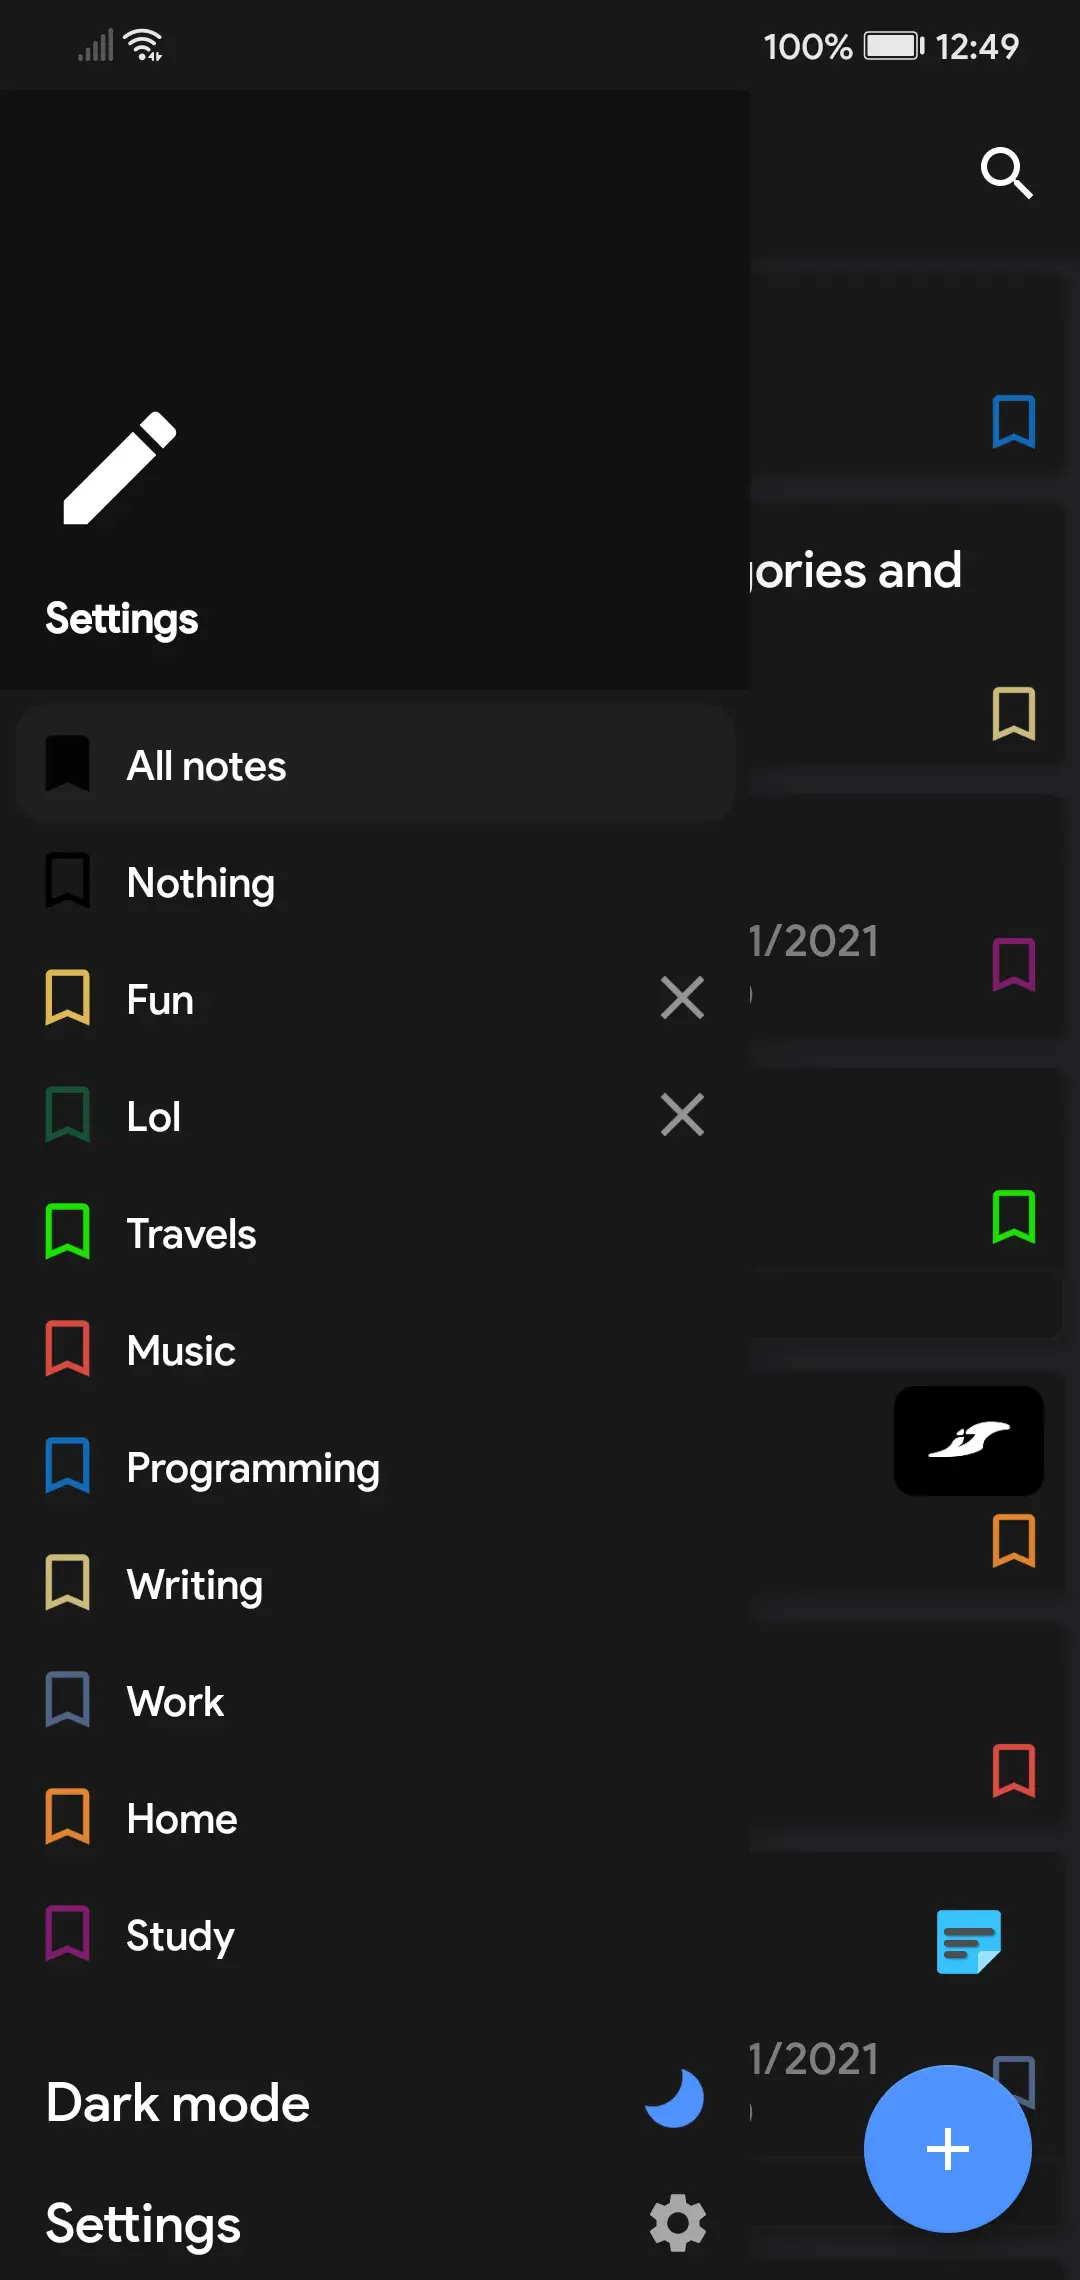 100% 12:49
Settings
ories and
All notes
Nothing
1/2021
Fun
Lol
Travels
Music
Programming
Writing
Work
Home
Study
1/2021
Dark mode
Settings